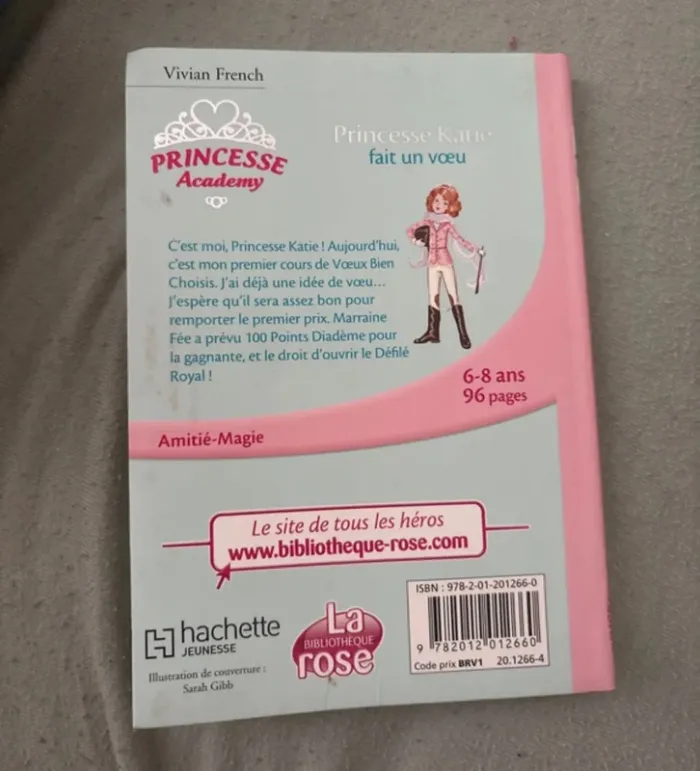 Vivian French
PRINCESSE
Academy
Princesse Katie
fait un vœu
C'est moi, Princesse Katie ! Aujourd'hui,
c'est mon premier cours de Vœux Bien
Choisis. J'ai déjà une idée de vœu...
J'espère qu'il sera assez bon pour
remporter le premier prix. Marraine
Fée a prévu 100 Points Diadème pour
la gagnante, et le droit d'ouvrir le Défilé
Royal !
6-8 ans
96 pages
Amitié-Magie
Le site de tous les héros
www.bibliotheque-rose.com
hachette
JEUNESSE
Illustration de couverture :
Sarah Gibb
La
BIBLIOTHÈQUE
rose
ISBN : 978-2-01-201266-0
9 782012 012660
Code prix BRV1 20.1266-4